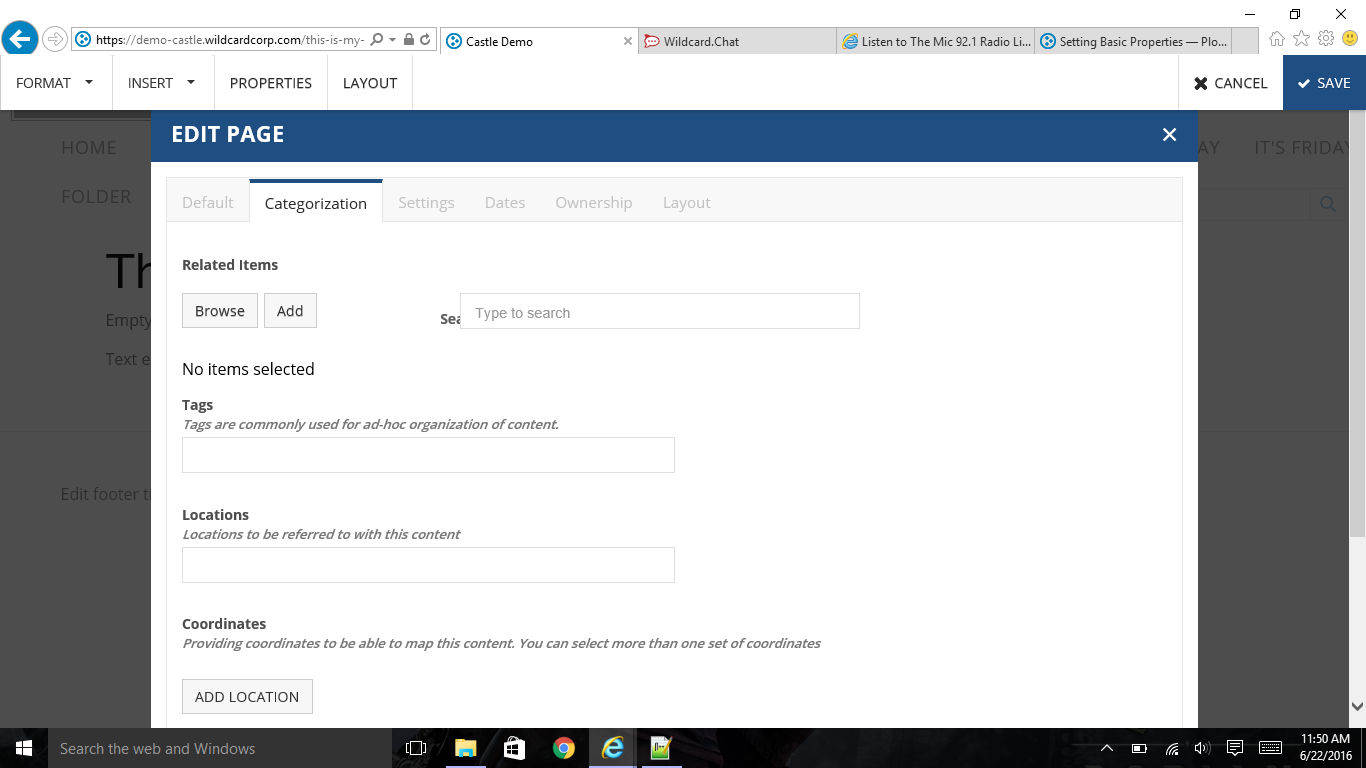 https://demo-castle.wildcardcorp.com/this-is-my-
Castle Demo
Wildcard.Chat
Listen to The Mic 92.1 Radio Li...
Setting Basic Properties — Plo...
FORMAT
INSERT
PROPERTIES
LAYOUT
CANCEL
SAVE
EDIT PAGE
HOME
AY
IT'S FRIDAY
FOLDER
Default
Categorization
Settings
Dates
Ownership
Layout
Th
Empty
Text e
Edit footer ti
Related Items
Browse
Add
Sea
Type to search
No items selected
Tags
Tags are commonly used for ad-hoc organization of content.
Locations
Locations to be referred to with this content
Coordinates
Providing coordinates to be able to map this content. You can select more than one set of coordinates
ADD LOCATION
Search the web and Windows
11:50 AM
6/22/2016